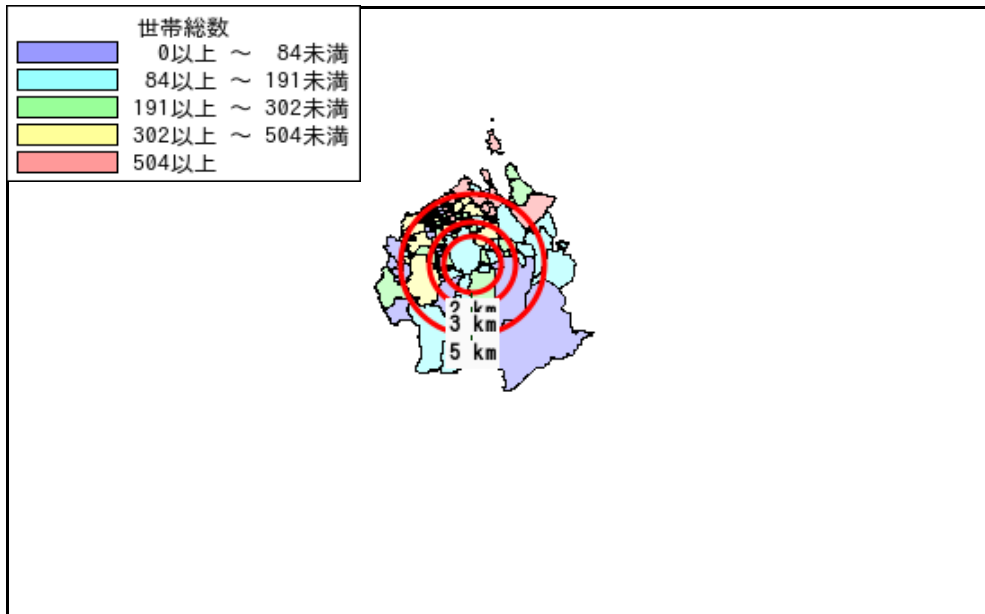 世帯総数
0以上 ～ 84未満
84以上 ～ 191未満
191以上 ～ 302未満
302以上 ～ 504未満
504以上
2 km
3 km
5 km